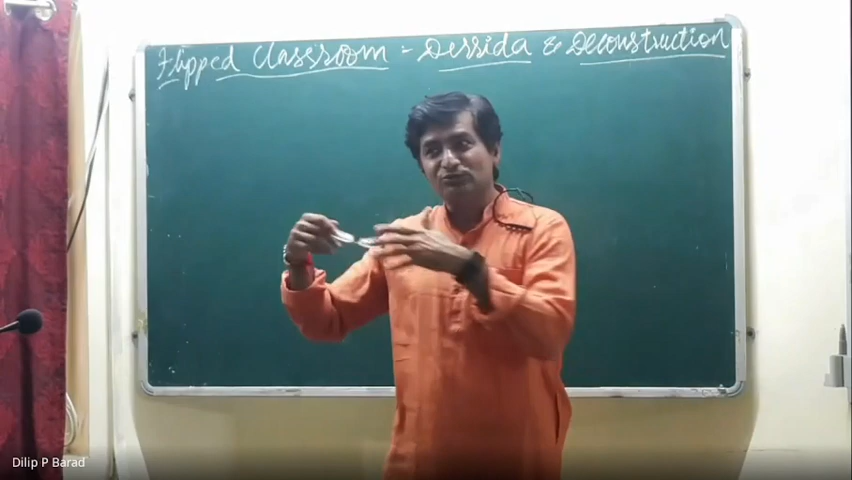 Flipped Classroom - Derrida & Deconstruction
Dilip P Barad